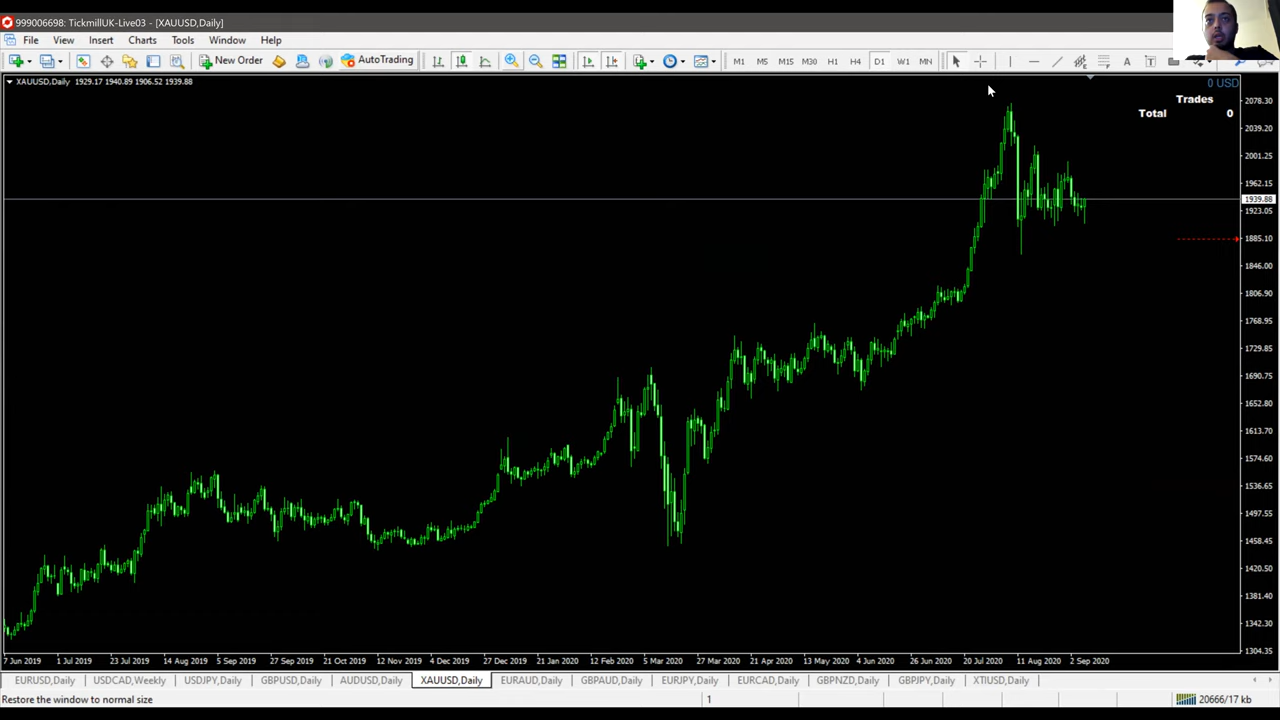 999006698: TickmillUK-Live03 - [XAUUSD,Daily]
File View Insert Charts Tools Window Help
New Order AutoTrading M1 M5 M15 M30 H1 H4 D1 W1 MN A T
XAUUSD,Daily 1929.17 1940.89 1906.52 1939.88
0 USD
Trades
Total 0
2078.30
2039.20
2001.25
1962.15
1939.88
1923.05
1885.10
1846.00
1806.90
1768.95
1729.85
1690.75
1652.80
1613.70
1574.60
1536.65
1497.55
1458.45
1420.50
1381.40
1342.30
1304.35
7 Jun 2019 1 Jul 2019 23 Jul 2019 14 Aug 2019 5 Sep 2019 27 Sep 2019 21 Oct 2019 12 Nov 2019 4 Dec 2019 27 Dec 2019 21 Jan 2020 12 Feb 2020 5 Mar 2020 27 Mar 2020 21 Apr 2020 13 May 2020 4 Jun 2020 26 Jun 2020 20 Jul 2020 11 Aug 2020 2 Sep 2020
EURUSD,Daily USDCAD,Weekly USDJPY,Daily GBPUSD,Daily AUDUSD,Daily XAUUSD,Daily EURAUD,Daily GBPAUD,Daily EURJPY,Daily EURCAD,Daily GBPNZD,Daily GBPJPY,Daily XTIUSD,Daily
Restore the window to normal size 1 20666/17 kb